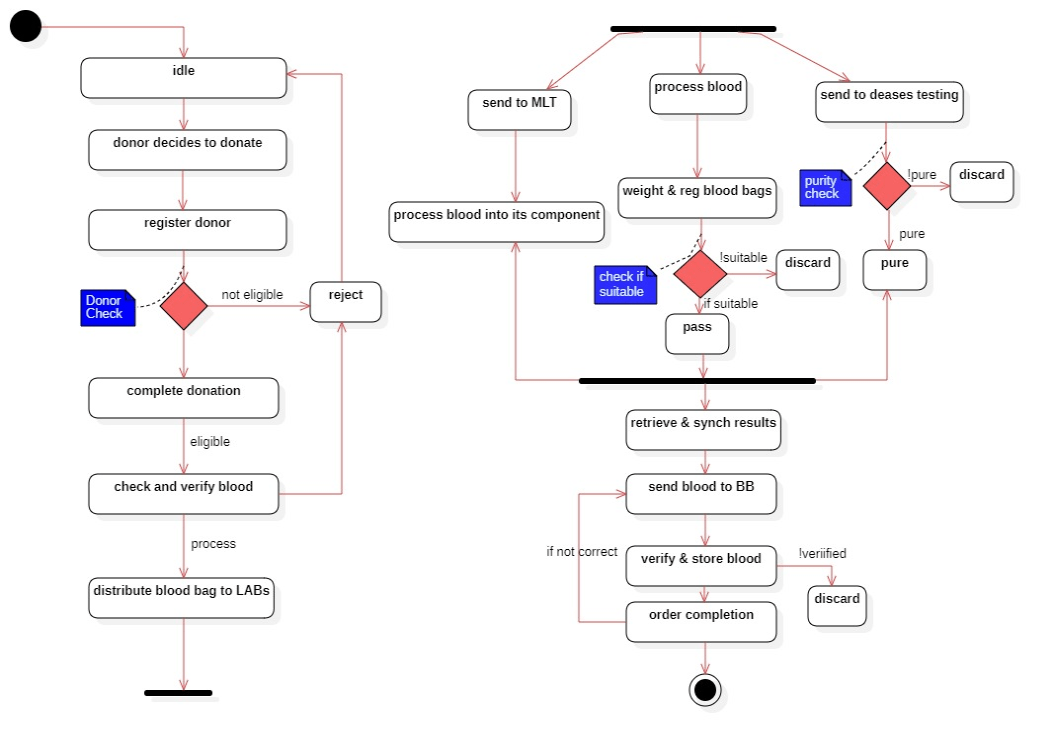 idle
donor decides to donate
register donor
Donor
Check
not eligible
reject
complete donation
eligible
check and verify blood
process
distribute blood bag to LABs
send to MLT
process blood
send to deases testing
process blood into its component
weight & reg blood bags
purity
check
!pure
discard
pure
pure
check if
suitable
!suitable
discard
if suitable
pass
retrieve & synch results
send blood to BB
if not correct
verify & store blood
!veriified
discard
order completion